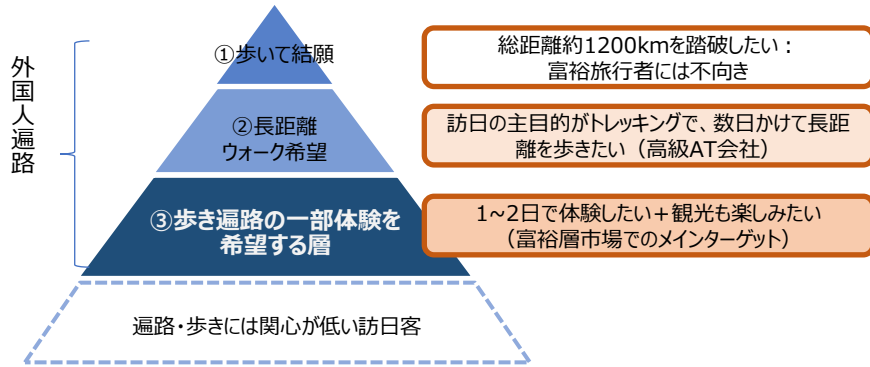 外国人遍路
①歩いて結願
総距離約1200kmを踏破したい：
富裕旅行者には不向き
②長距離
ウォーク希望
訪日の主目的がトレッキングで、数日かけて長距
離を歩きたい（高級AT会社）
③歩き遍路の一部体験を
希望する層
1~2日で体験したい＋観光も楽しみたい
（富裕層市場でのメインターゲット）
遍路・歩きには関心が低い訪日客